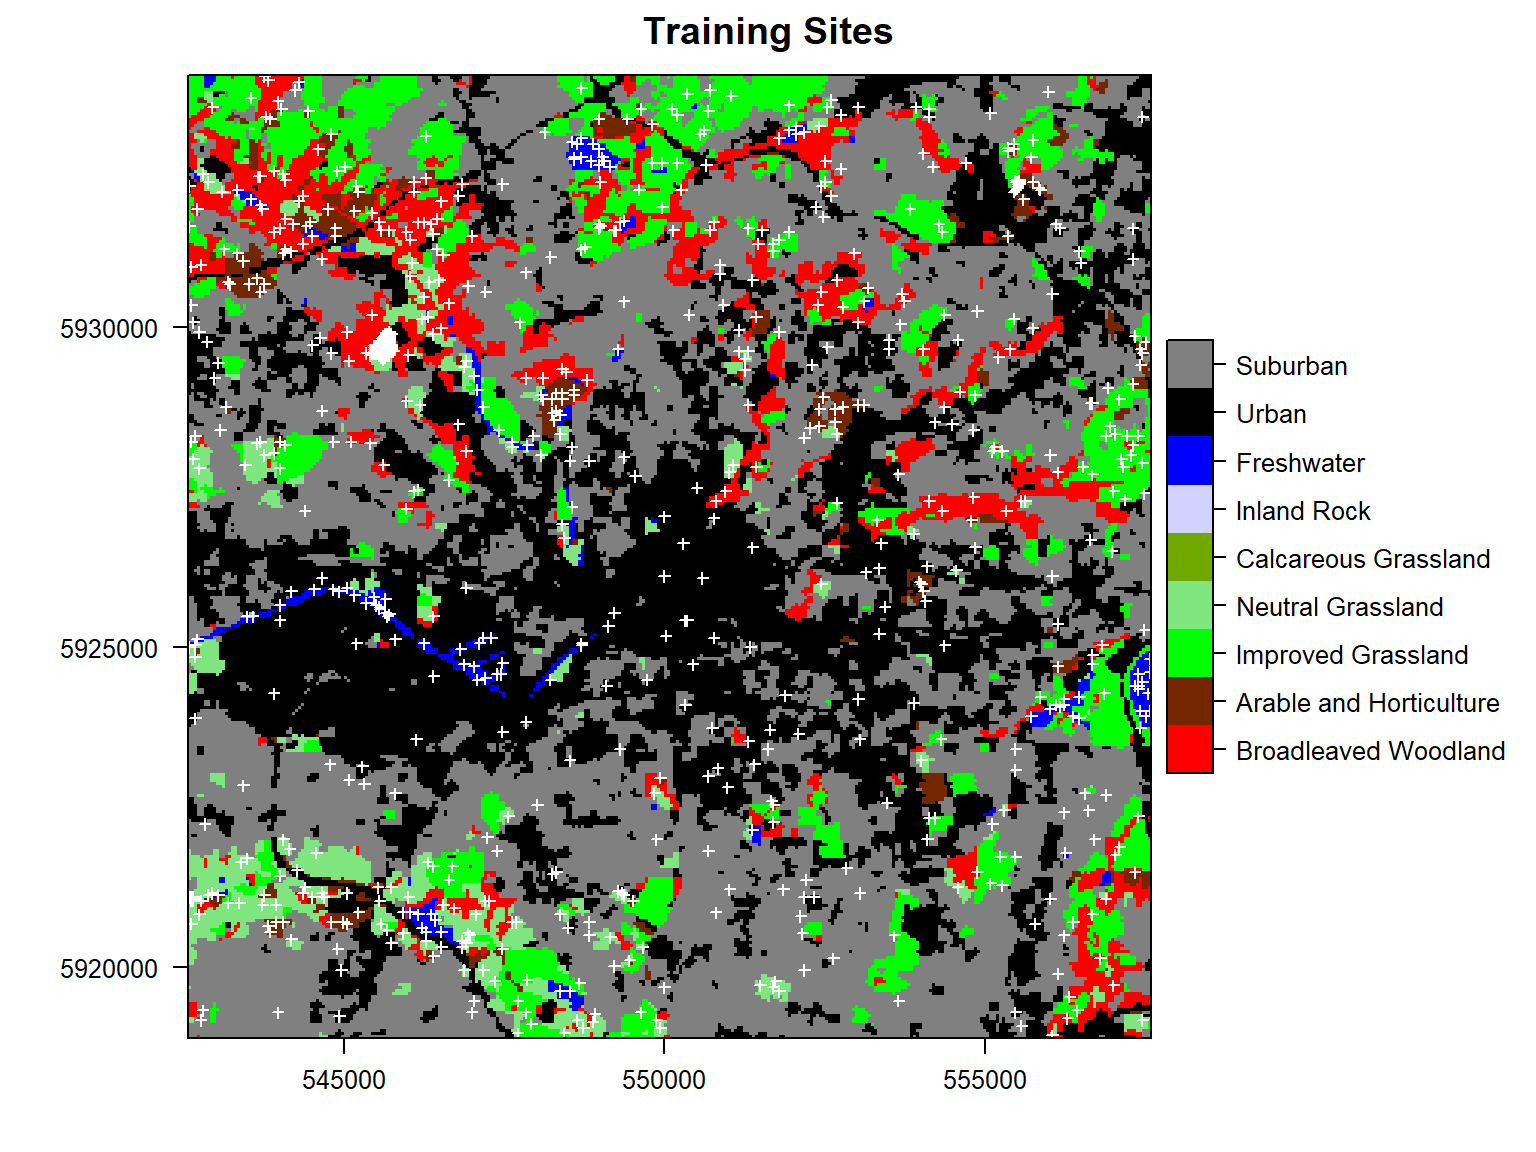 Training Sites
5930000
5925000
5920000
545000
550000
555000
Suburban
Urban
Freshwater
Inland Rock
Calcareous Grassland
Neutral Grassland
Improved Grassland
Arable and Horticulture
Broadleaved Woodland